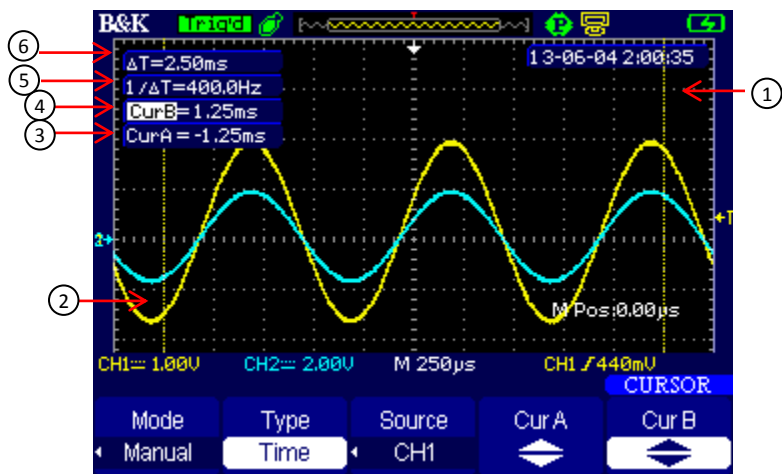 B&K Trig'd P
13-06-04 2:00:35
ΔT=2.50ms
1/ΔT=400.0Hz
CurB=1.25ms
CurA=-1.25ms
6
5
4
3
1
2
2
T
M Pos:0.00μs
CH1 1.00V CH2 2.00V M 250μs CH1 440mV
CURSOR
Mode Type Source Cur A Cur B
Manual Time CH1